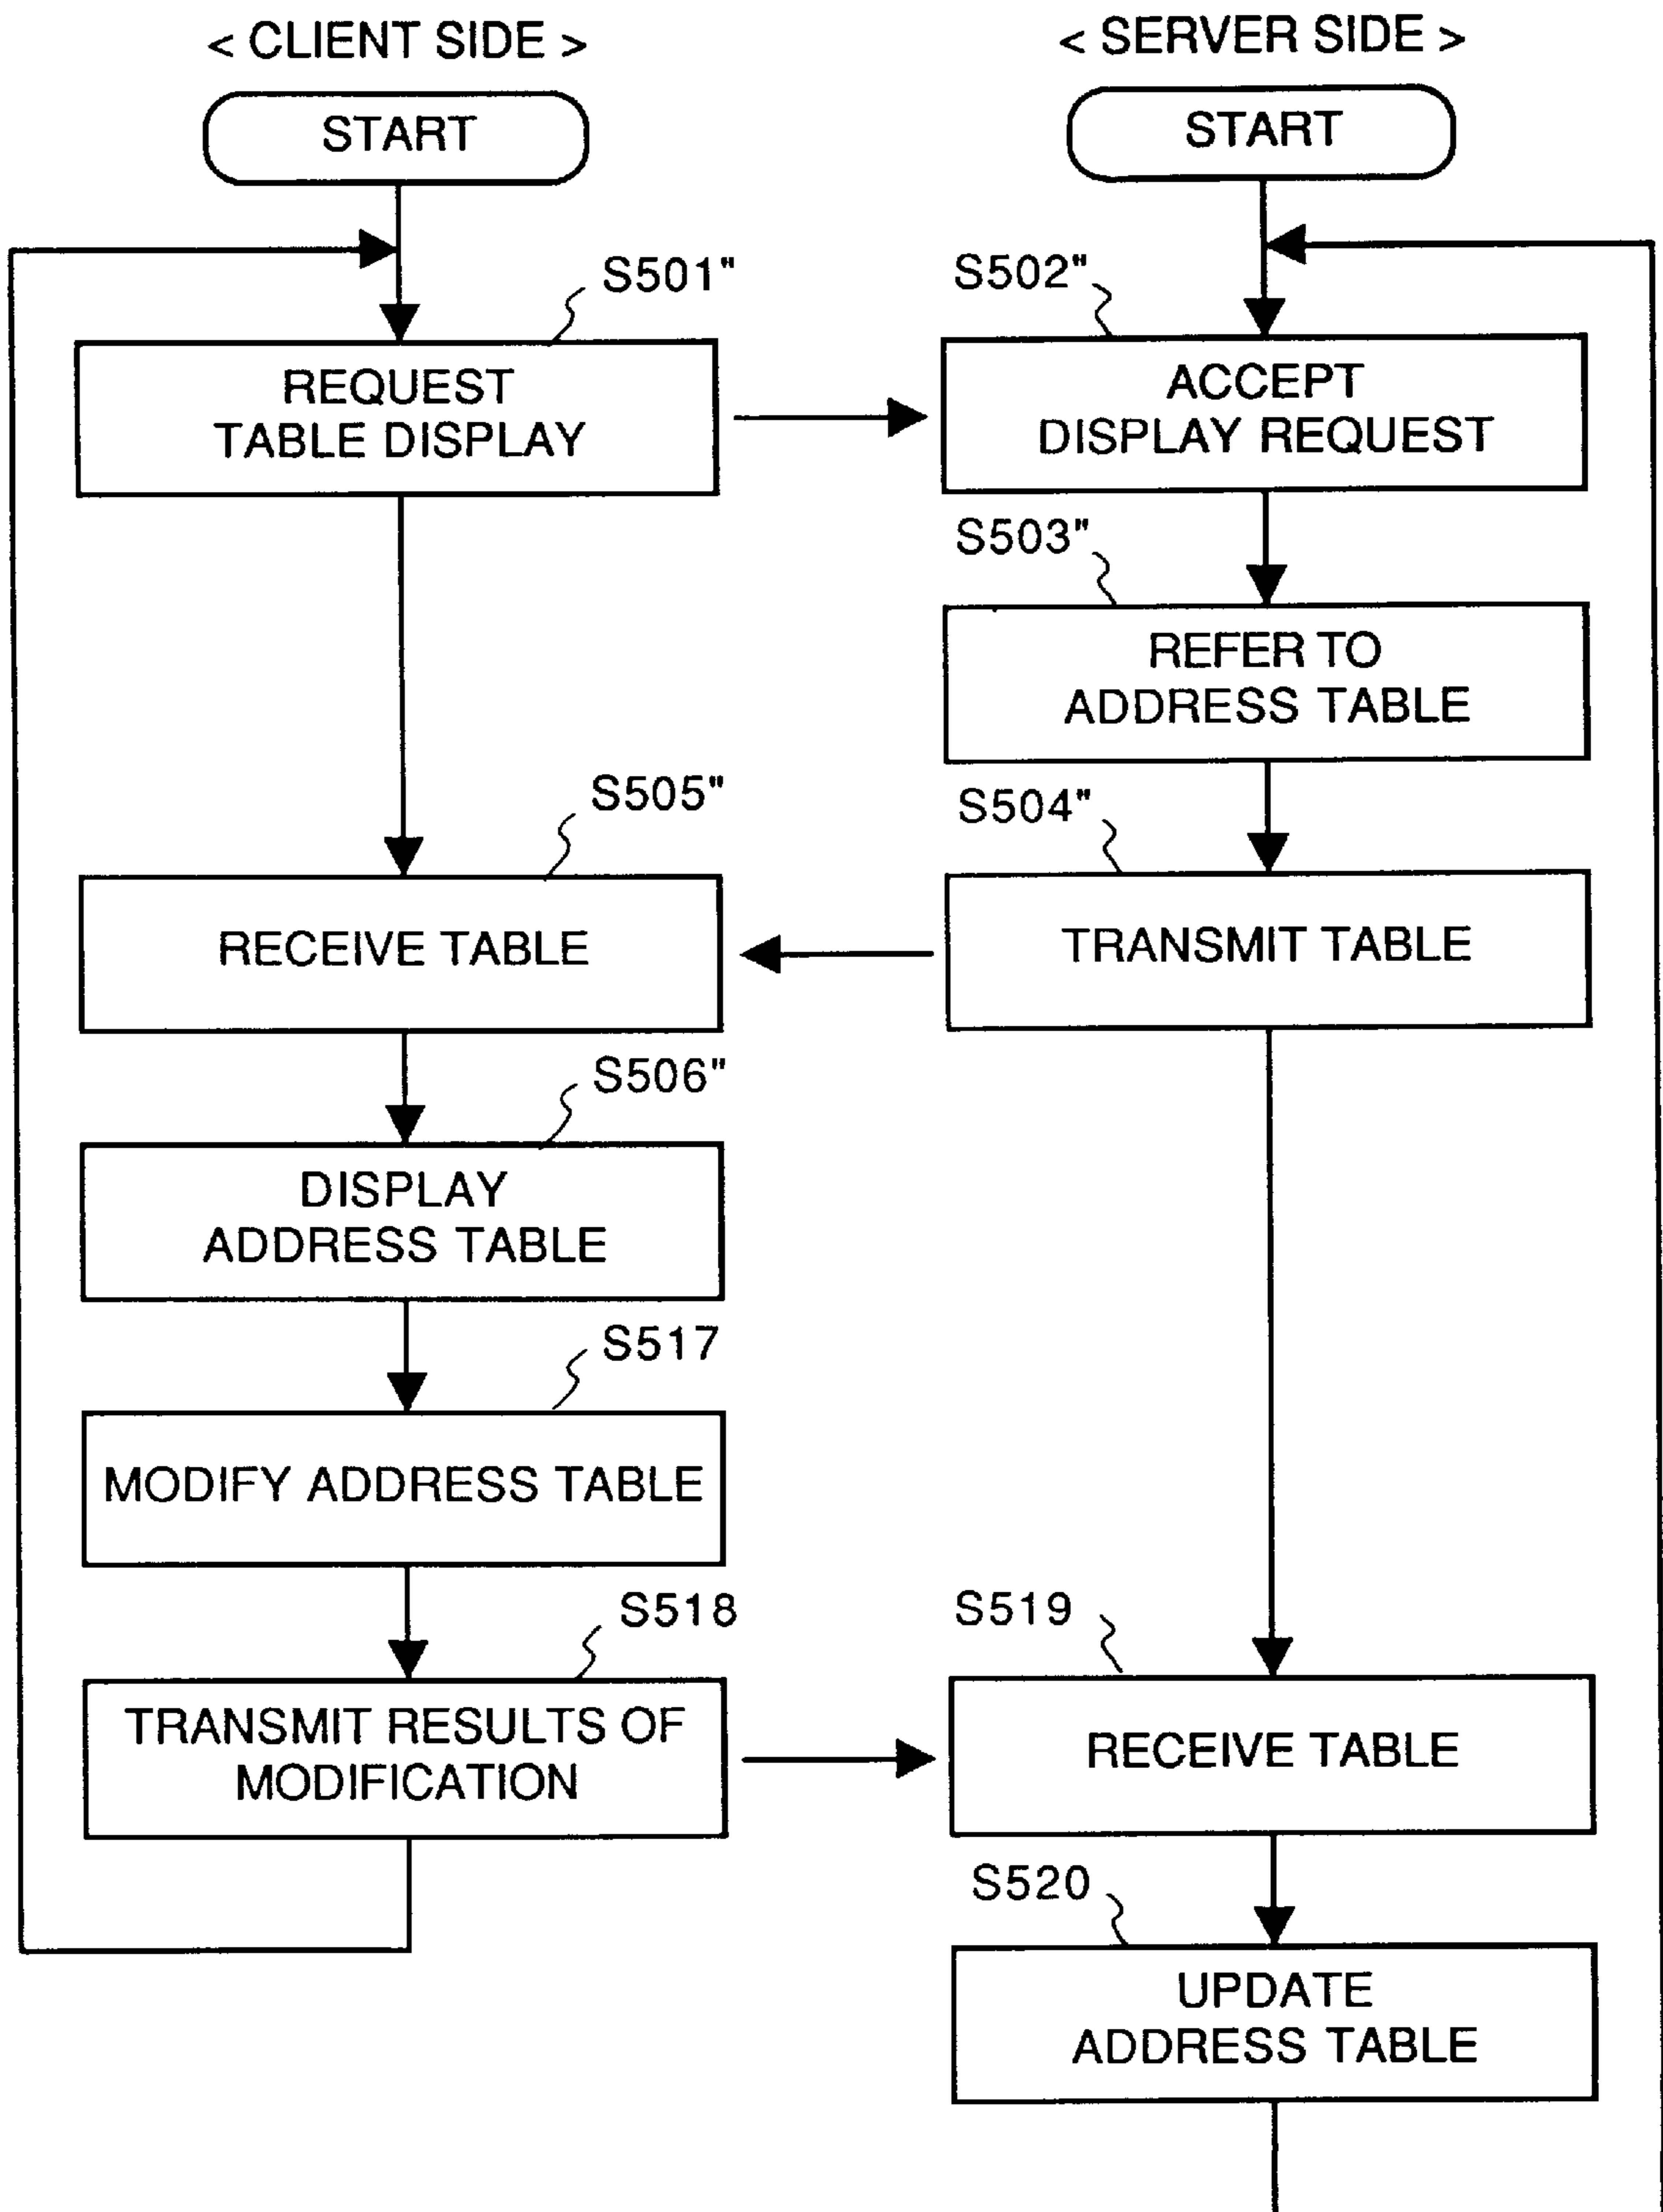 < CLIENT SIDE >
< SERVER SIDE >
START
START
S501"
S502"
REQUEST
TABLE DISPLAY
ACCEPT
DISPLAY REQUEST
S503"
REFER TO
ADDRESS TABLE
S505"
S504"
RECEIVE TABLE
TRANSMIT TABLE
S506"
DISPLAY
ADDRESS TABLE
S517
MODIFY ADDRESS TABLE
S518
S519
TRANSMIT RESULTS OF
MODIFICATION
RECEIVE TABLE
S520
UPDATE
ADDRESS TABLE